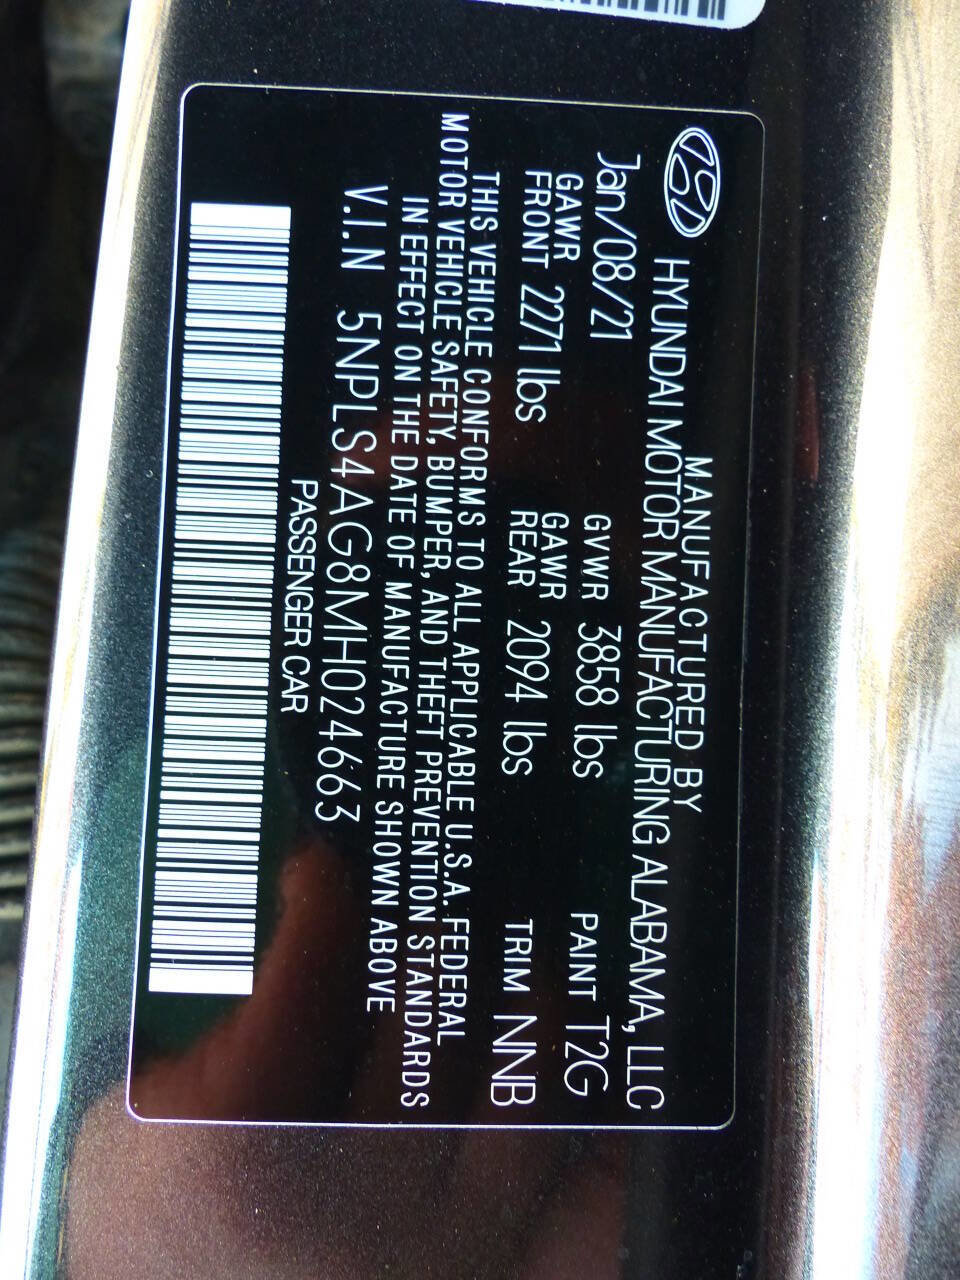 MANUFACTURED BY
HYUNDAI MOTOR MANUFACTURING ALABAMA, LLC
Jan/08/21 GVWR 3858 lbs PAINT T2G
GAWR FRONT 2271 lbs GAWR REAR 2094 lbs TRIM NNB
THIS VEHICLE CONFORMS TO ALL APPLICABLE U.S.A. FEDERAL
MOTOR VEHICLE SAFETY, BUMPER, AND THEFT PREVENTION STANDARDS
IN EFFECT ON THE DATE OF MANUFACTURE SHOWN ABOVE
V.I.N 5NPLS4AG8MH024663
PASSENGER CAR